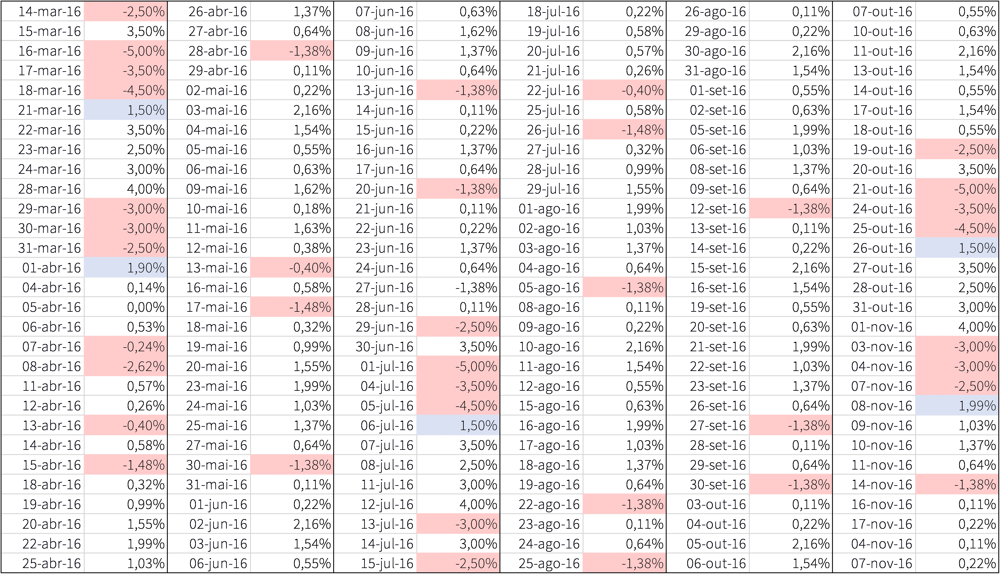 14-mar-16 -2,50% 26-abr-16 1,37% 07-jun-16 0,63% 18-jul-16 0,22% 26-ago-16 0,11% 07-out-16 0,55%
15-mar-16 3,50% 27-abr-16 0,64% 08-jun-16 1,62% 19-jul-16 0,58% 29-ago-16 0,22% 10-out-16 0,63%
16-mar-16 -5,00% 28-abr-16 -1,38% 09-jun-16 1,37% 20-jul-16 0,57% 30-ago-16 2,16% 11-out-16 2,16%
17-mar-16 -3,50% 29-abr-16 0,11% 10-jun-16 0,64% 21-jul-16 0,26% 31-ago-16 1,54% 13-out-16 1,54%
18-mar-16 -4,50% 02-mai-16 0,22% 13-jun-16 -1,38% 22-jul-16 -0,40% 01-set-16 0,55% 14-out-16 0,55%
21-mar-16 1,50% 03-mai-16 2,16% 14-jun-16 0,11% 25-jul-16 0,58% 02-set-16 0,63% 17-out-16 1,54%
22-mar-16 3,50% 04-mai-16 1,54% 15-jun-16 0,22% 26-jul-16 -1,48% 05-set-16 1,99% 18-out-16 0,55%
23-mar-16 2,50% 05-mai-16 0,55% 16-jun-16 1,37% 27-jul-16 0,32% 06-set-16 1,03% 19-out-16 -2,50%
24-mar-16 3,00% 06-mai-16 0,63% 17-jun-16 0,64% 28-jul-16 0,99% 08-set-16 1,37% 20-out-16 3,50%
28-mar-16 4,00% 09-mai-16 1,62% 20-jun-16 -1,38% 29-jul-16 1,55% 09-set-16 0,64% 21-out-16 -5,00%
29-mar-16 -3,00% 10-mai-16 0,18% 21-jun-16 0,11% 01-ago-16 1,99% 12-set-16 -1,38% 24-out-16 -3,50%
30-mar-16 -3,00% 11-mai-16 1,63% 22-jun-16 0,22% 02-ago-16 1,03% 13-set-16 0,11% 25-out-16 -4,50%
31-mar-16 -2,50% 12-mai-16 0,38% 23-jun-16 1,37% 03-ago-16 1,37% 14-set-16 0,22% 26-out-16 1,50%
01-abr-16 1,90% 13-mai-16 -0,40% 24-jun-16 0,64% 04-ago-16 0,64% 15-set-16 2,16% 27-out-16 3,50%
04-abr-16 0,14% 16-mai-16 0,58% 27-jun-16 -1,38% 05-ago-16 -1,38% 16-set-16 1,54% 28-out-16 2,50%
05-abr-16 0,00% 17-mai-16 -1,48% 28-jun-16 0,11% 08-ago-16 0,11% 19-set-16 0,55% 31-out-16 3,00%
06-abr-16 0,53% 18-mai-16 0,32% 29-jun-16 -2,50% 09-ago-16 0,22% 20-set-16 0,63% 01-nov-16 4,00%
07-abr-16 -0,24% 19-mai-16 0,99% 30-jun-16 3,50% 10-ago-16 2,16% 21-set-16 1,99% 03-nov-16 -3,00%
08-abr-16 -2,62% 20-mai-16 1,55% 01-jul-16 -5,00% 11-ago-16 1,54% 22-set-16 1,03% 04-nov-16 -3,00%
11-abr-16 0,57% 23-mai-16 1,99% 04-jul-16 -3,50% 12-ago-16 0,55% 23-set-16 1,37% 07-nov-16 -2,50%
12-abr-16 0,26% 24-mai-16 1,03% 05-jul-16 -4,50% 15-ago-16 0,63% 26-set-16 0,64% 08-nov-16 1,99%
13-abr-16 -0,40% 25-mai-16 1,37% 06-jul-16 1,50% 16-ago-16 1,99% 27-set-16 -1,38% 09-nov-16 1,03%
14-abr-16 0,58% 27-mai-16 0,64% 07-jul-16 3,50% 17-ago-16 1,03% 28-set-16 0,11% 10-nov-16 1,37%
15-abr-16 -1,48% 30-mai-16 -1,38% 08-jul-16 2,50% 18-ago-16 1,37% 29-set-16 0,64% 11-nov-16 0,64%
18-abr-16 0,32% 31-mai-16 0,11% 11-jul-16 3,00% 19-ago-16 0,64% 30-set-16 -1,38% 14-nov-16 -1,38%
19-abr-16 0,99% 01-jun-16 0,22% 12-jul-16 4,00% 22-ago-16 -1,38% 03-out-16 0,11% 16-nov-16 0,11%
20-abr-16 1,55% 02-jun-16 2,16% 13-jul-16 -3,00% 23-ago-16 0,11% 04-out-16 0,22% 17-nov-16 0,22%
22-abr-16 1,99% 03-jun-16 1,54% 14-jul-16 3,00% 24-ago-16 0,64% 05-out-16 2,16% 04-nov-16 0,11%
25-abr-16 1,03% 06-jun-16 0,55% 15-jul-16 -2,50% 25-ago-16 -1,38% 06-out-16 1,54% 07-nov-16 0,22%